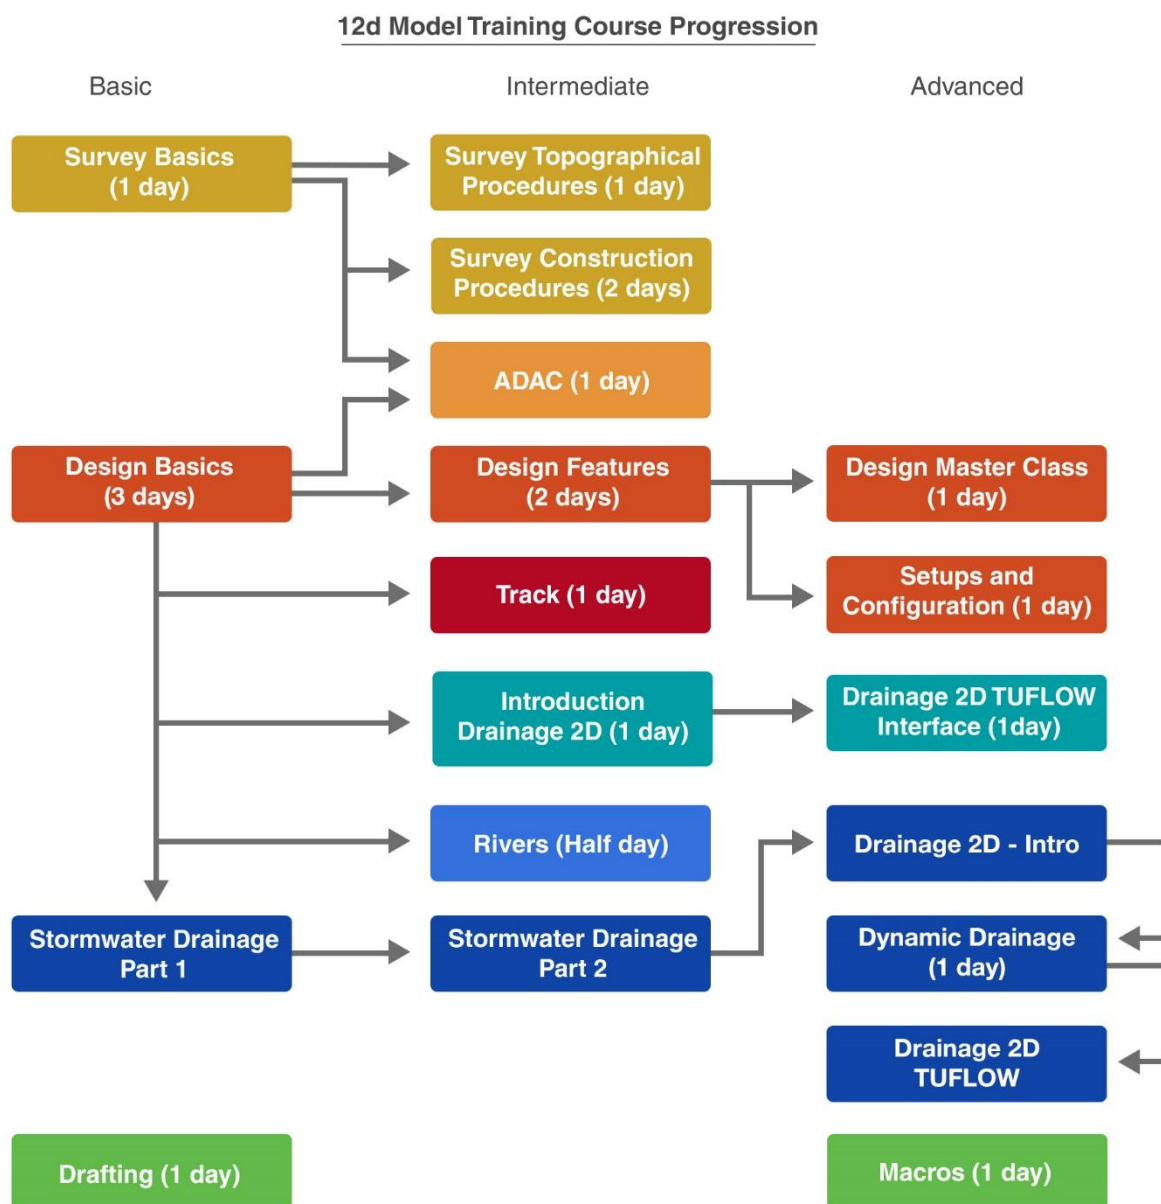 12d Model Training Course Progression
Basic
Intermediate
Advanced
Survey Basics
(1 day)
Survey Topographical
Procedures (1 day)
Survey Construction
Procedures (2 days)
ADAC (1 day)
Design Basics
(3 days)
Design Features
(2 days)
Design Master Class
(1 day)
Track (1 day)
Setups and
Configuration (1 day)
Introduction
Drainage 2D (1 day)
Drainage 2D TUFLOW
Interface (1day)
Rivers (Half day)
Drainage 2D - Intro
Stormwater Drainage
Part 1
Stormwater Drainage
Part 2
Dynamic Drainage
(1 day)
Drainage 2D
TUFLOW
Drafting (1 day)
Macros (1 day)